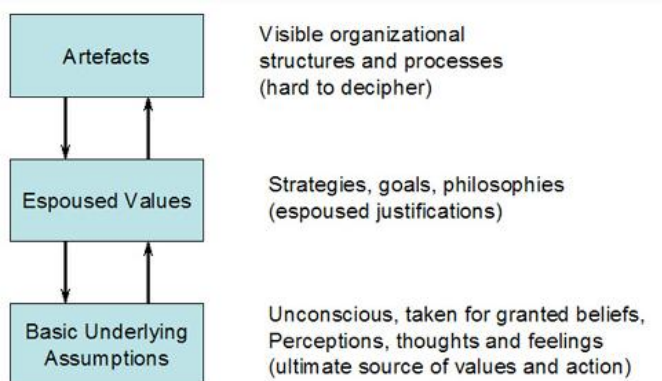 Artefacts
Visible organizational
structures and processes
(hard to decipher)
Espoused Values
Strategies, goals, philosophies
(espoused justifications)
Basic Underlying
Assumptions
Unconscious, taken for granted beliefs,
Perceptions, thoughts and feelings
(ultimate source of values and action)